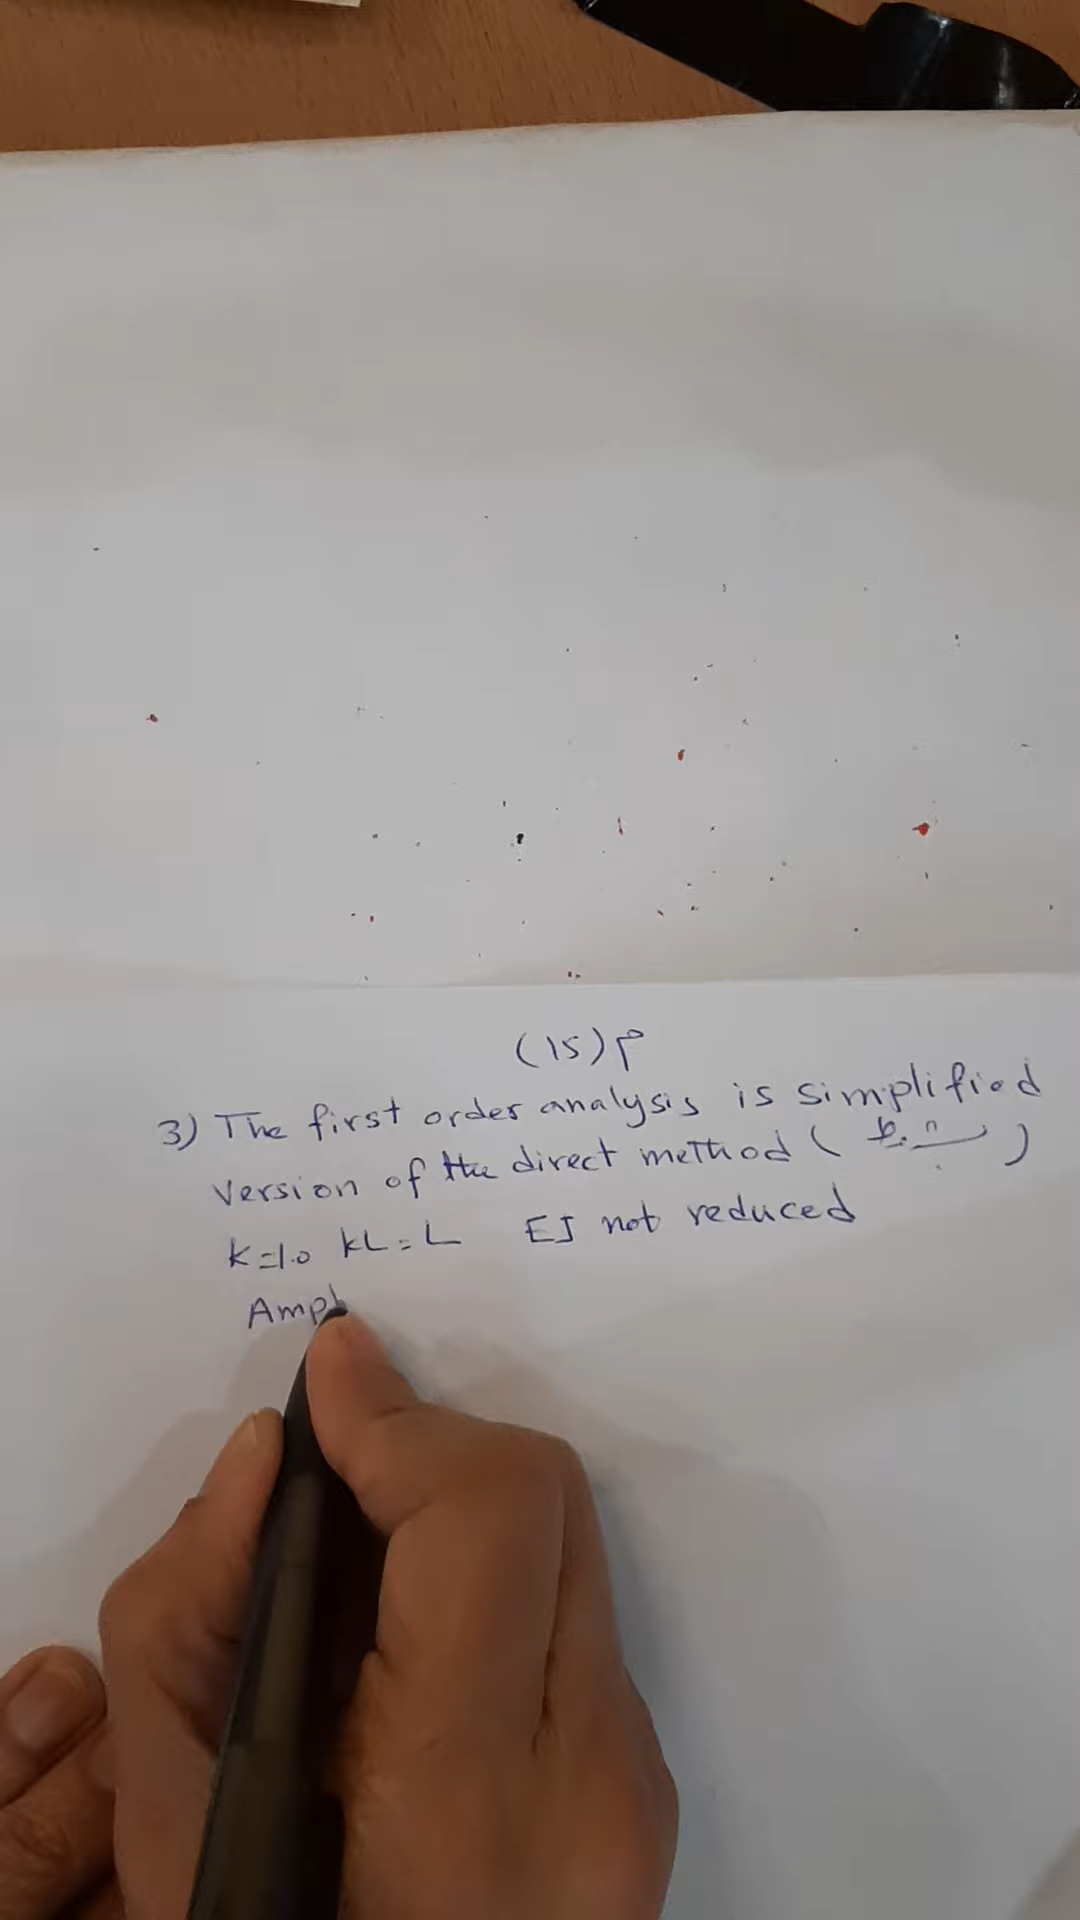 (15) م
3) The first order analysis is simplified
version of the direct method ( )
K=1.0 KL=L EI not reduced
Ampl